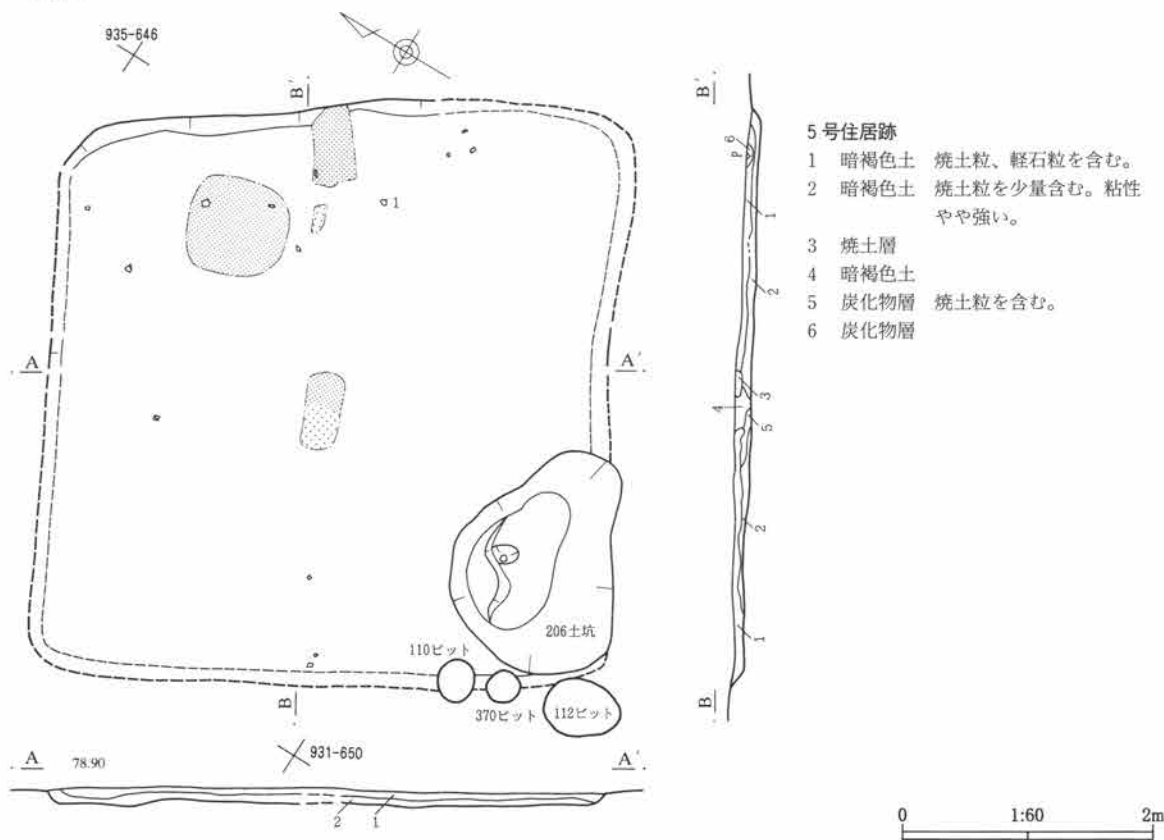 935-646
B′
1
A
A′
206土坑
110ピット
370ピット
112ピット
B
931-650
A
78.90
A′
2
1
B′
P
6
1
2
3
4
5
2
1
B
5号住居跡
1 暗褐色土 焼土粒、軽石粒を含む。
2 暗褐色土 焼土粒を少量含む。粘性
やや強い。
3 焼土層
4 暗褐色土
5 炭化物層 焼土粒を含む。
6 炭化物層
0 1:60 2m